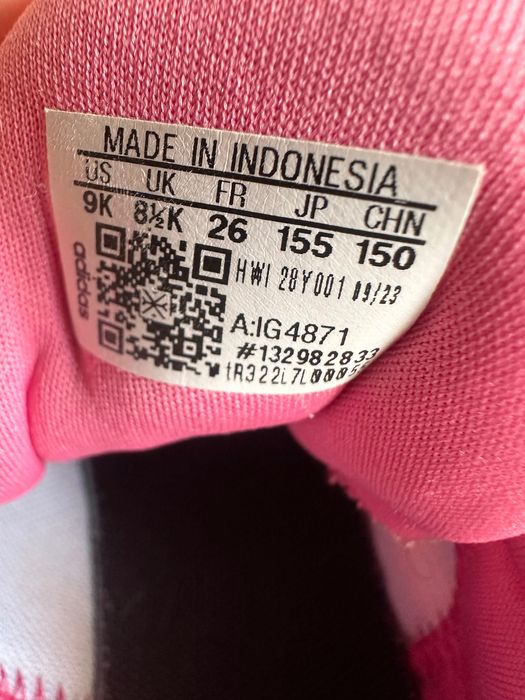 MADE IN INDONESIA
US UK FR JP CHN
9K 8½K 26 155 150
adidas
HWI 28Y001 09/23
A:IG4871
#132982833